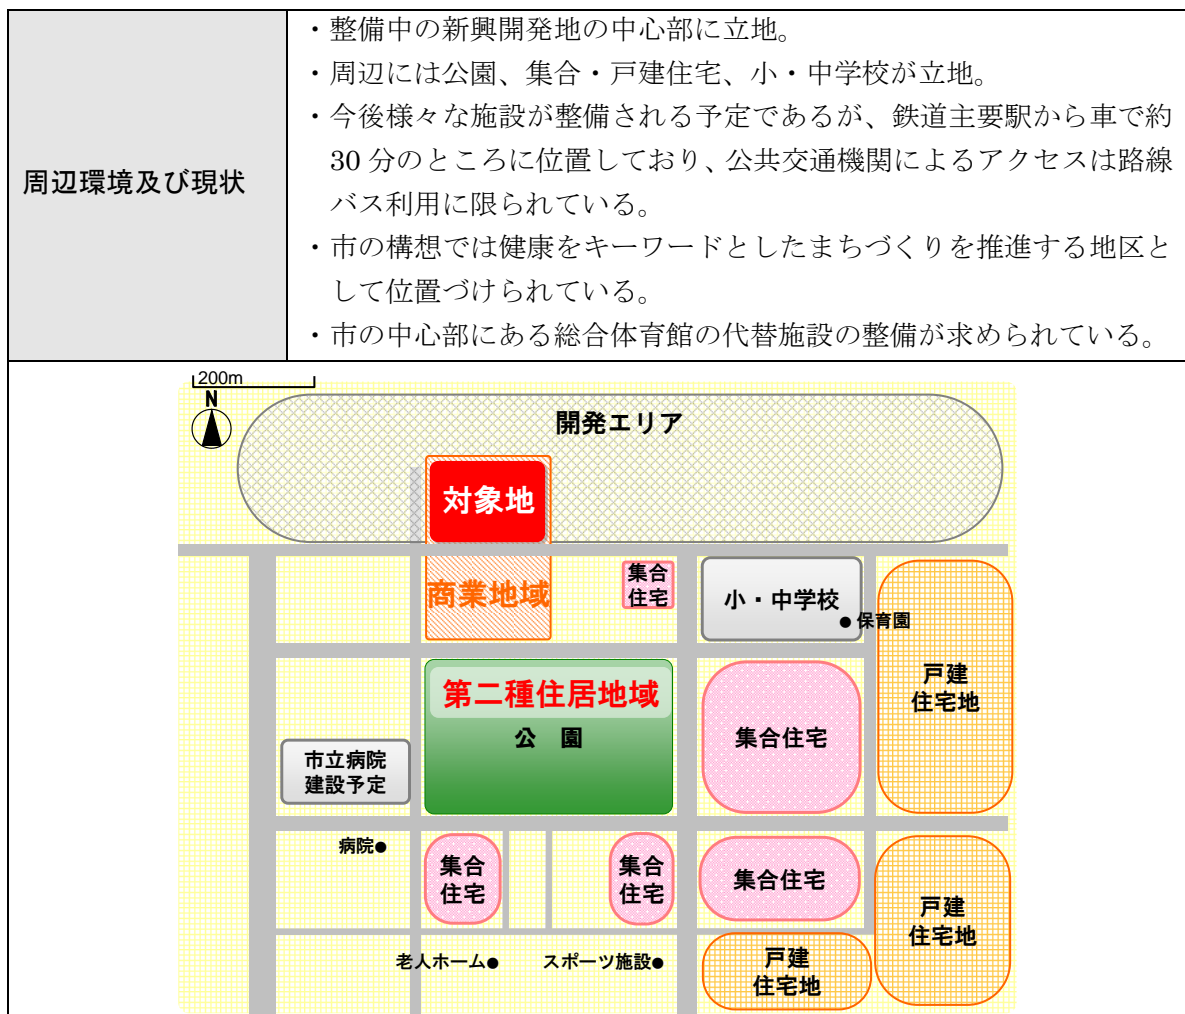 周辺環境及び現状
・整備中の新興開発地の中心部に立地。
・周辺には公園、集合・戸建住宅、小・中学校が立地。
・今後様々な施設が整備される予定であるが、鉄道主要駅から車で約
30 分のところに位置しており、公共交通機関によるアクセスは路線
バス利用に限られている。
・市の構想では健康をキーワードとしたまちづくりを推進する地区と
して位置づけられている。
・市の中心部にある総合体育館の代替施設の整備が求められている。
200m
N
開発エリア
対象地
商業地域
集合
住宅
小・中学校
保育園
戸建
住宅地
第二種住居地域
公 園
集合住宅
市立病院
建設予定
病院
集合
住宅
集合
住宅
集合住宅
戸建
住宅地
老人ホーム
スポーツ施設
戸建
住宅地